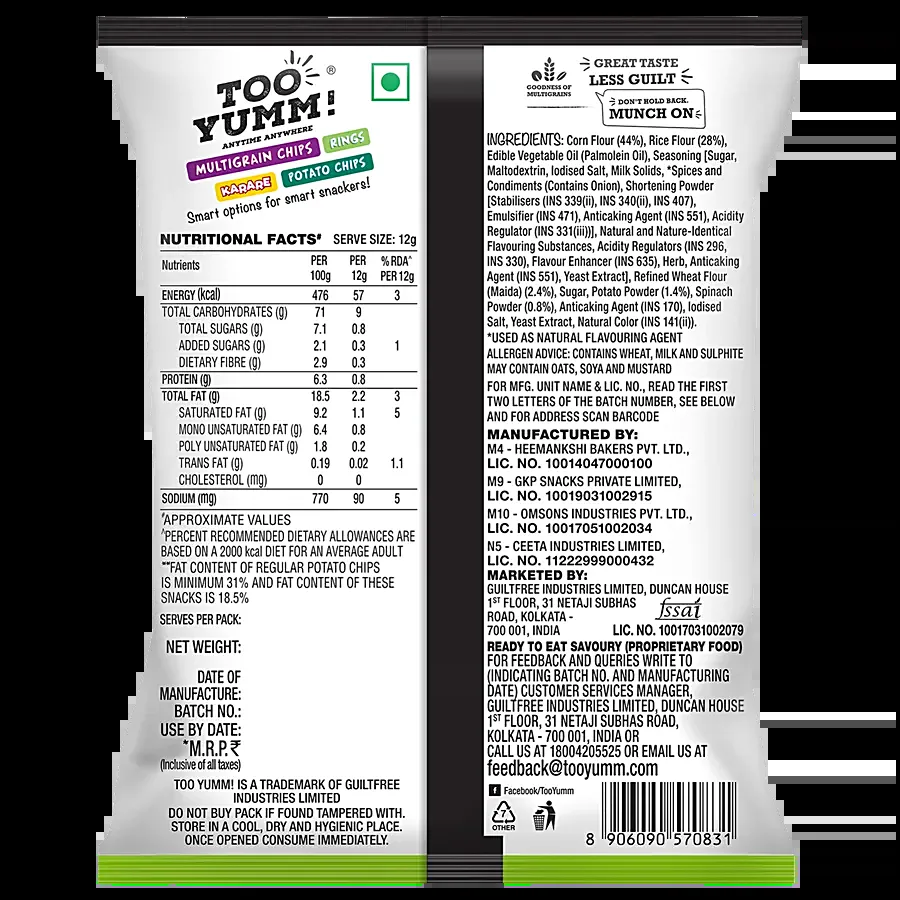 TOO
YUMM!
®
ANYTIME ANYWHERE
MULTIGRAIN CHIPS
RINGS
KARARE
POTATO CHIPS
Smart options for smart snackers!
NUTRITIONAL FACTS# SERVE SIZE: 12g
Nutrients PER 100g PER 12g %RDA^ PER 12g
ENERGY (kcal) 476 57 3
TOTAL CARBOHYDRATES (g) 71 9
TOTAL SUGARS (g) 7.1 0.8
ADDED SUGARS (g) 2.1 0.3 1
DIETARY FIBRE (g) 2.9 0.3
PROTEIN (g) 6.3 0.8
TOTAL FAT (g) 18.5 2.2 3
SATURATED FAT (g) 9.2 1.1 5
MONO UNSATURATED FAT (g) 6.4 0.8
POLY UNSATURATED FAT (g) 1.8 0.2
TRANS FAT (g) 0.19 0.02 1.1
CHOLESTEROL (mg) 0 0
SODIUM (mg) 770 90 5
#APPROXIMATE VALUES
^PERCENT RECOMMENDED DIETARY ALLOWANCES ARE
BASED ON A 2000 kcal DIET FOR AN AVERAGE ADULT
**FAT CONTENT OF REGULAR POTATO CHIPS
IS MINIMUM 31% AND FAT CONTENT OF THESE
SNACKS IS 18.5%
SERVES PER PACK:
NET WEIGHT:
DATE OF
MANUFACTURE:
BATCH NO.:
USE BY DATE:
*M.R.P.₹
(Inclusive of all taxes)
TOO YUMM! IS A TRADEMARK OF GUILTFREE
INDUSTRIES LIMITED
DO NOT BUY PACK IF FOUND TAMPERED WITH.
STORE IN A COOL, DRY AND HYGIENIC PLACE.
ONCE OPENED CONSUME IMMEDIATELY.
GOODNESS OF
MULTIGRAINS
GREAT TASTE
LESS GUILT
DON'T HOLD BACK.
MUNCH ON
INGREDIENTS: Corn Flour (44%), Rice Flour (28%),
Edible Vegetable Oil (Palmolein Oil), Seasoning [Sugar,
Maltodextrin, Iodised Salt, Milk Solids, *Spices and
Condiments (Contains Onion), Shortening Powder
[Stabilisers (INS 339(ii), INS 340(ii), INS 407),
Emulsifier (INS 471), Anticaking Agent (INS 551), Acidity
Regulator (INS 331(iii))], Natural and Nature-Identical
Flavouring Substances, Acidity Regulators (INS 296,
INS 330), Flavour Enhancer (INS 635), Herb, Anticaking
Agent (INS 551), Yeast Extract], Refined Wheat Flour
(Maida) (2.4%), Sugar, Potato Powder (1.4%), Spinach
Powder (0.8%), Anticaking Agent (INS 170), Iodised
Salt, Yeast Extract, Natural Color (INS 141(ii)).
*USED AS NATURAL FLAVOURING AGENT
ALLERGEN ADVICE: CONTAINS WHEAT, MILK AND SULPHITE
MAY CONTAIN OATS, SOYA AND MUSTARD
FOR MFG. UNIT NAME & LIC. NO., READ THE FIRST
TWO LETTERS OF THE BATCH NUMBER, SEE BELOW
AND FOR ADDRESS SCAN BARCODE
MANUFACTURED BY:
M4 - HEEMANKSHI BAKERS PVT. LTD.,
LIC. NO. 10014047000100
M9 - GKP SNACKS PRIVATE LIMITED,
LIC. NO. 10019031002915
M10 - OMSONS INDUSTRIES PVT. LTD.,
LIC. NO. 10017051002034
N5 - CEETA INDUSTRIES LIMITED,
LIC. NO. 11222999000432
MARKETED BY:
GUILTFREE INDUSTRIES LIMITED, DUNCAN HOUSE
1ST FLOOR, 31 NETAJI SUBHAS
ROAD, KOLKATA -
700 001, INDIA
fssai
LIC. NO. 10017031002079
READY TO EAT SAVOURY (PROPRIETARY FOOD)
FOR FEEDBACK AND QUERIES WRITE TO
(INDICATING BATCH NO. AND MANUFACTURING
DATE) CUSTOMER SERVICES MANAGER,
GUILTFREE INDUSTRIES LIMITED, DUNCAN HOUSE
1ST FLOOR, 31 NETAJI SUBHAS ROAD,
KOLKATA - 700 001, INDIA OR
CALL US AT 18004205525 OR EMAIL US AT
feedback@tooyumm.com
f Facebook/TooYumm
7
OTHER
8 906090 570831